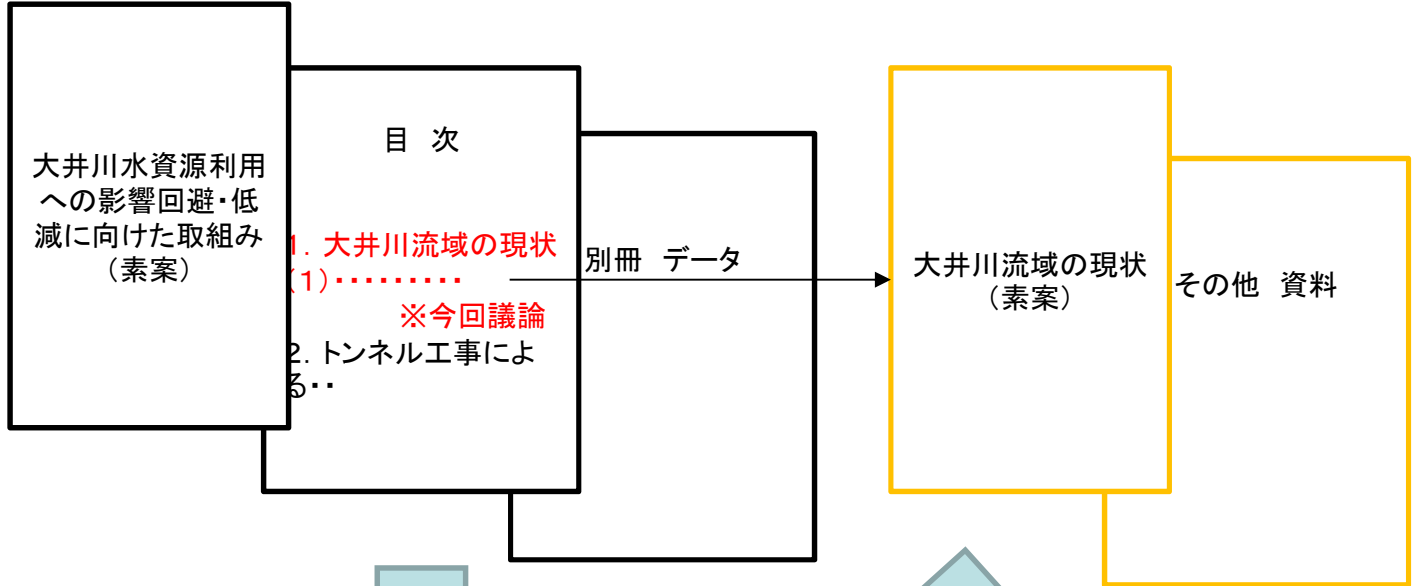 大井川水資源利用
への影響回避・低
減に向けた取組み
(素案)
目 次
1. 大井川流域の現状
(1)・・・・・・・・・
※今回議論
2. トンネル工事によ
る・・
別冊 データ
大井川流域の現状
(素案)
その他 資料